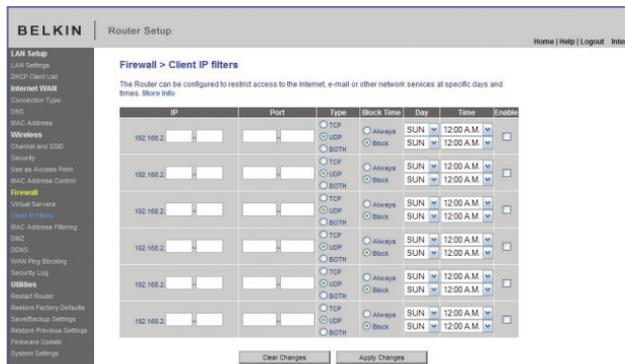 BELKIN
Router Setup
Home | Help | Logout Inte
LAN Setup
LAN Settings
DHCP Client List
Internet WAN
Connection Type
DNS
MAC Address
Wireless
Channel and SSID
Security
Use as Access Point
MAC Address Control
Firewall
Virtual Servers
Client IP Filters
MAC Address Filtering
DMZ
DDNS
WAN Ping Blocking
Security Log
Utilities
Restart Router
Restore Factory Defaults
Save/Backup Settings
Restore Previous Settings
Firmware Update
System Settings
Firewall > Client IP filters
The Router can be configured to restrict access to the Internet, e-mail or other network services at specific days and
times. More Info
IP Port Type Block Time Day Time Enable
192.168.2. - - TCP UDP BOTH Always Block SUN 12:00 A.M. SUN 12:00 A.M.
192.168.2. - - TCP UDP BOTH Always Block SUN 12:00 A.M. SUN 12:00 A.M.
192.168.2. - - TCP UDP BOTH Always Block SUN 12:00 A.M. SUN 12:00 A.M.
192.168.2. - - TCP UDP BOTH Always Block SUN 12:00 A.M. SUN 12:00 A.M.
192.168.2. - - TCP UDP BOTH Always Block SUN 12:00 A.M. SUN 12:00 A.M.
192.168.2. - - TCP UDP BOTH Always Block SUN 12:00 A.M. SUN 12:00 A.M.
Clear Changes Apply Changes